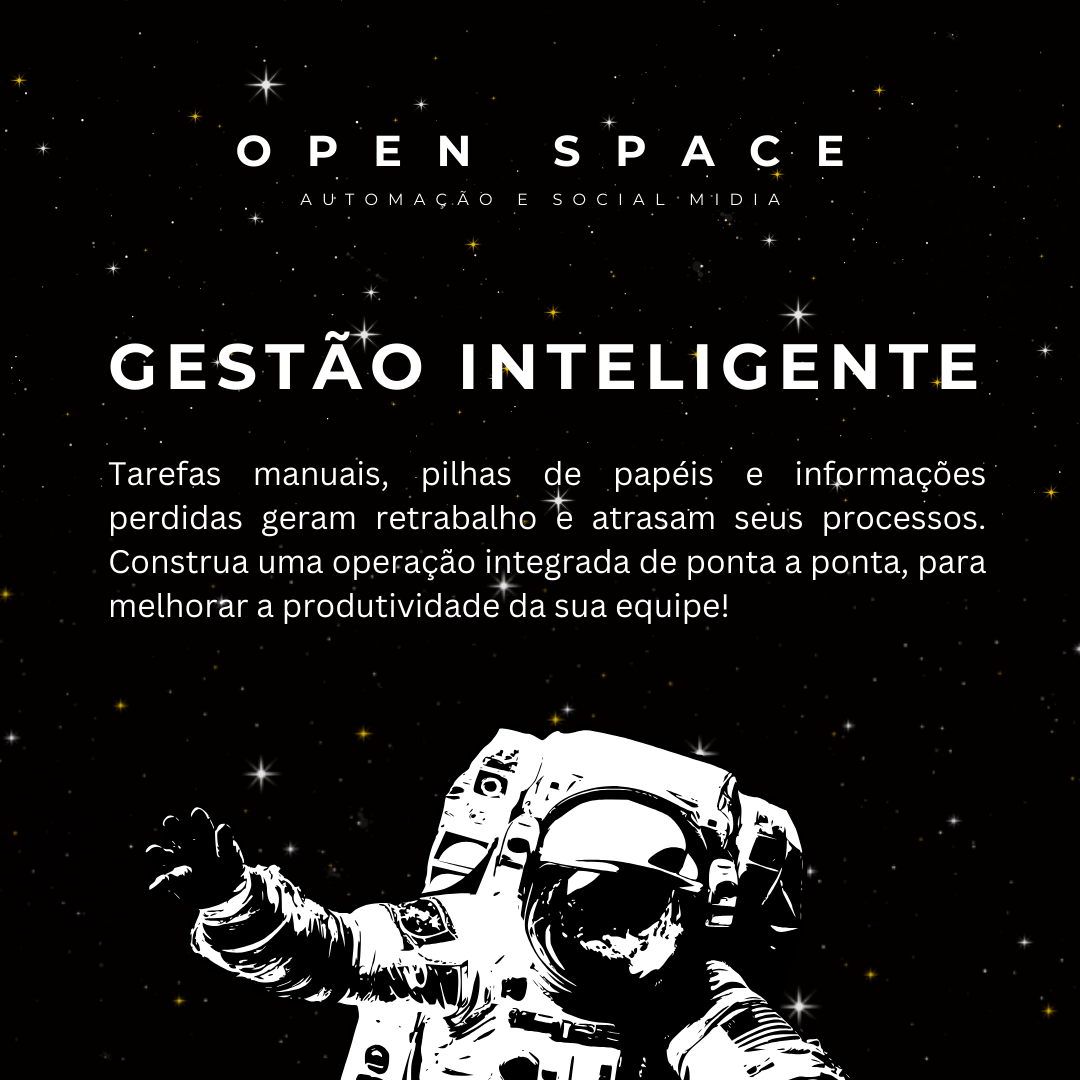 OPEN SPACE
AUTOMAÇÃO E SOCIAL MIDIA
GESTÃO INTELIGENTE
Tarefas manuais, pilhas de papéis e informações
perdidas geram retrabalho e atrasam seus processos.
Construa uma operação integrada de ponta a ponta, para
melhorar a produtividade da sua equipe!